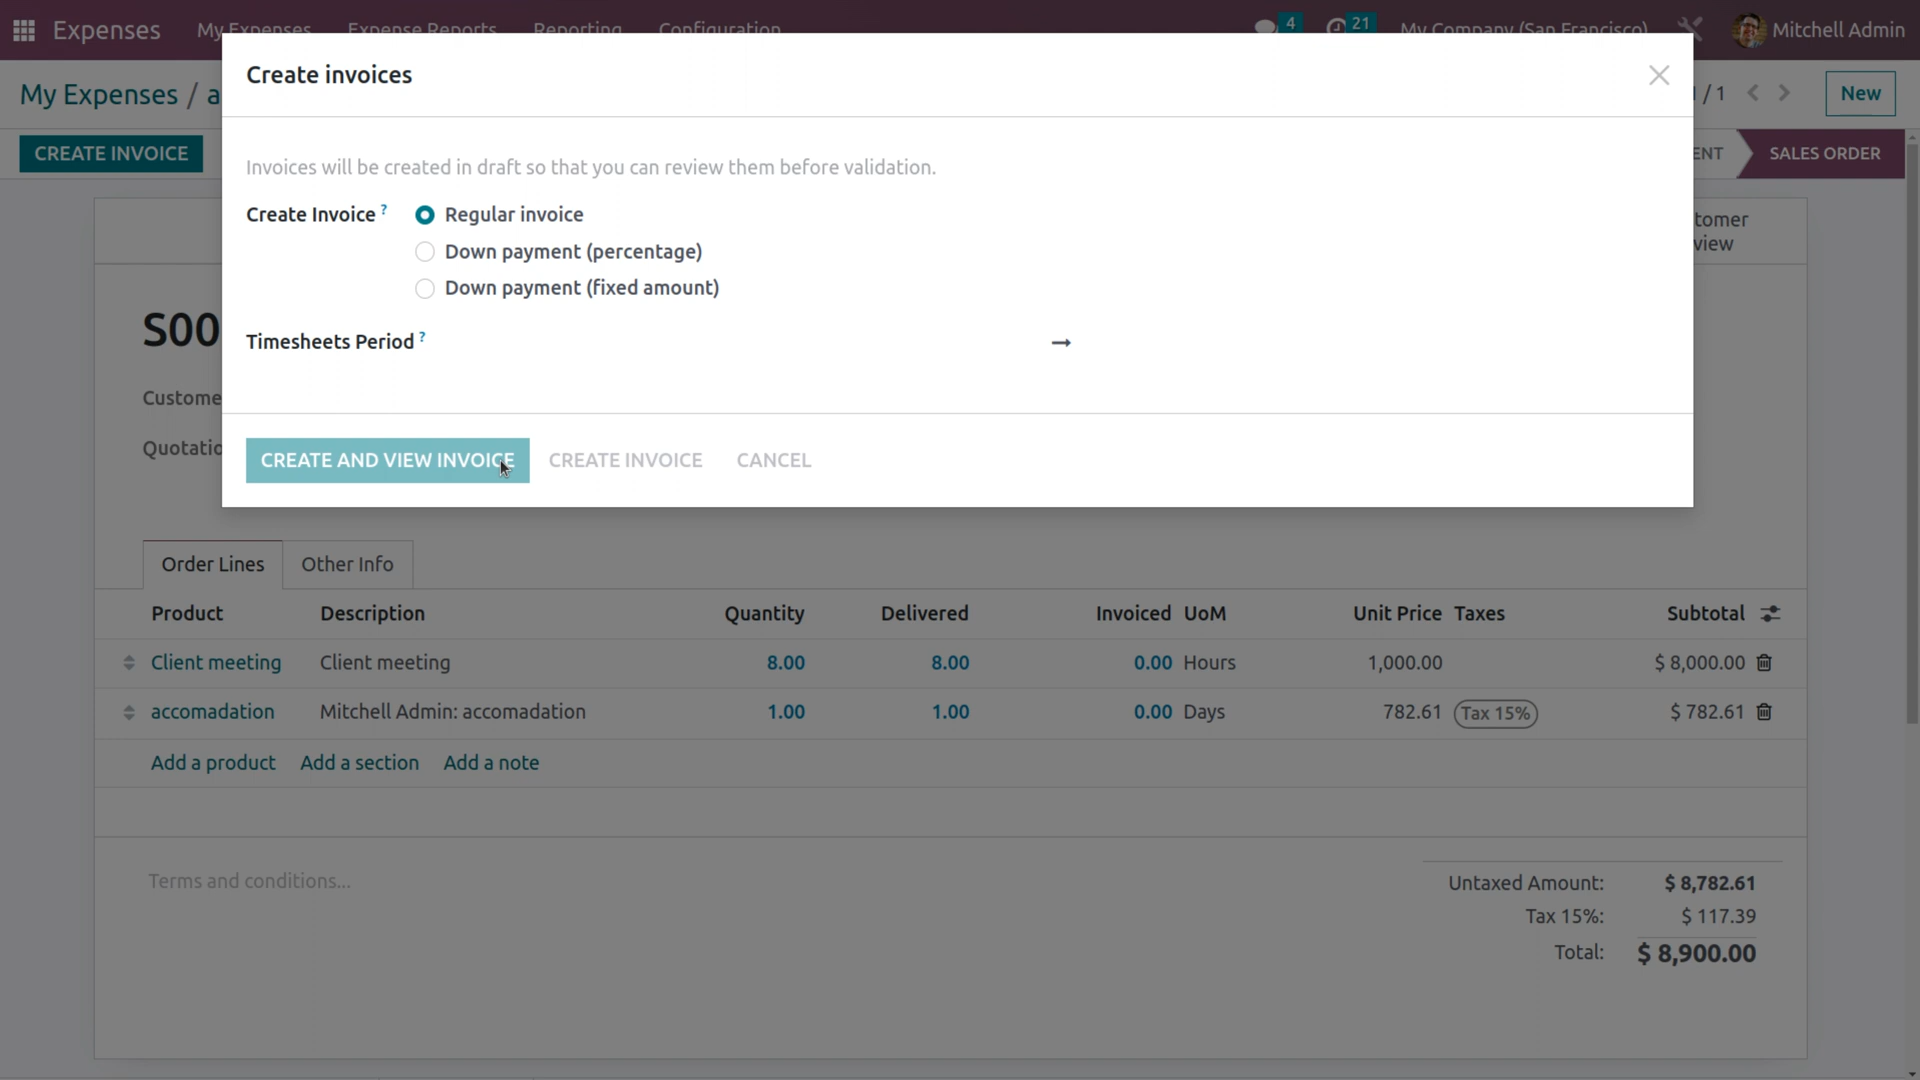 Expenses My Expenses Expense Reports Reporting Configuration 4 21 My Company (San Francisco) Mitchell Admin
Create invoices
My Expenses / a
/ 1 New
CREATE INVOICE
ENT SALES ORDER
Invoices will be created in draft so that you can review them before validation.
Create Invoice ? Regular invoice
tomer
view
Down payment (percentage)
Down payment (fixed amount)
S00
Timesheets Period ? →
Custome
Quotatio
CREATE AND VIEW INVOICE CREATE INVOICE CANCEL
Order Lines Other Info
Product Description Quantity Delivered Invoiced UoM Unit Price Taxes Subtotal
Client meeting Client meeting 8.00 8.00 0.00 Hours 1,000.00 $ 8,000.00
accomadation Mitchell Admin: accomadation 1.00 1.00 0.00 Days 782.61 Tax 15% $ 782.61
Add a product Add a section Add a note
Terms and conditions...
Untaxed Amount: $ 8,782.61
Tax 15%: $ 117.39
Total: $ 8,900.00